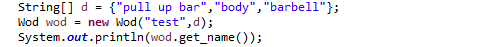 String[] d = {"pull up bar","body","barbell"};
Wod wod = new Wod("test",d);
System.out.println(wod.get_name());